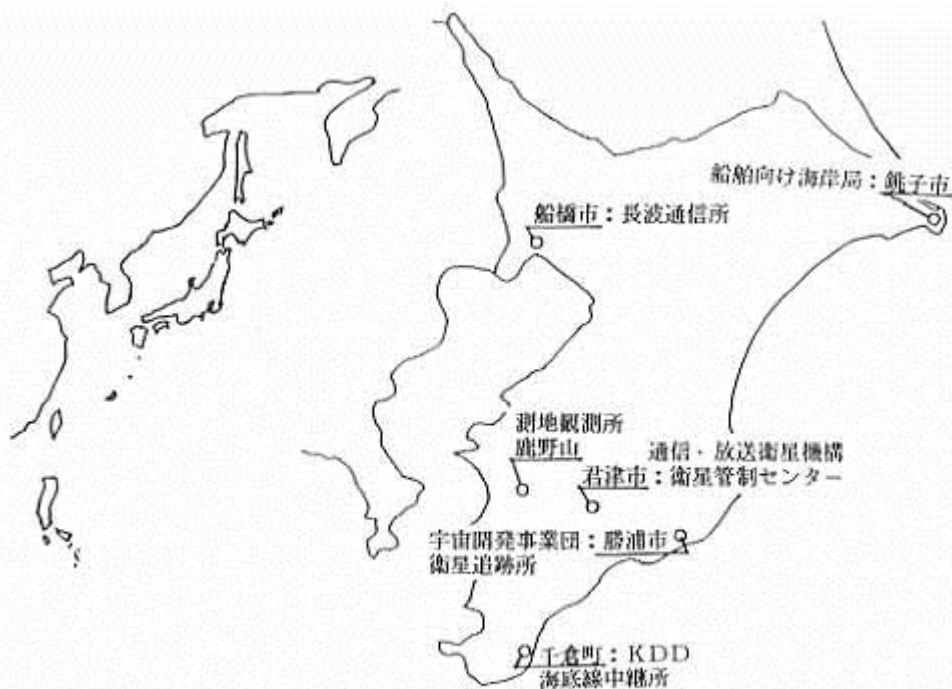 船舶向け海岸局：銚子市
船橋市：長波通信所
測地観測所
鹿野山
通信・放送衛星機構
君津市：衛星管制センター
宇宙開発事業団：勝浦市
衛星追跡所
千倉町：KDD
海底線中継所